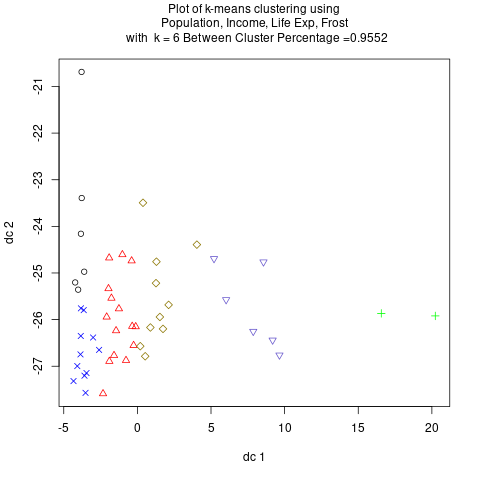 Plot of k-means clustering using
Population, Income, Life Exp, Frost
with  k = 6 Between Cluster Percentage =0.9552
-21
-22
-23
-24
-25
-26
-27
dc 2
-5
0
5
10
15
20
dc 1